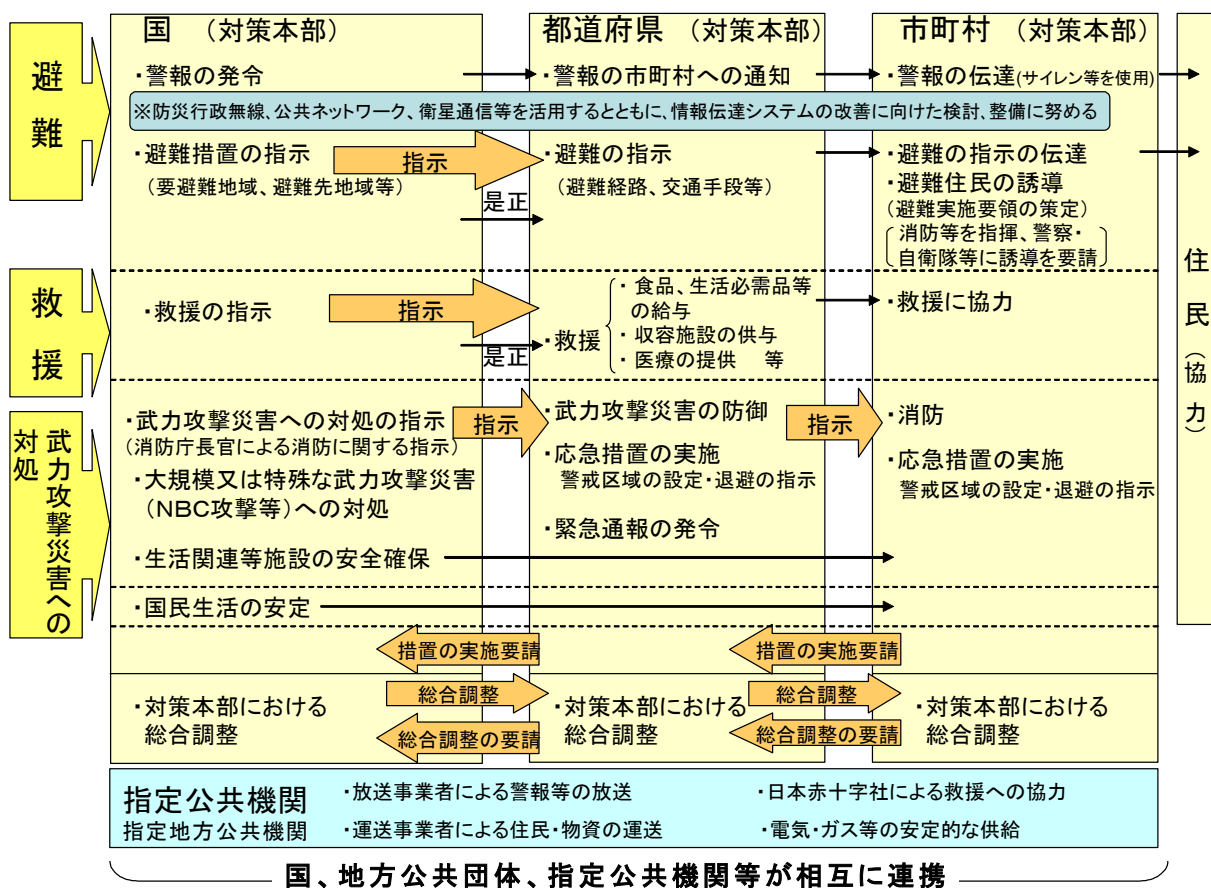 国 (対策本部)
都道府県 (対策本部)
市町村 (対策本部)
避難
・警報の発令
・警報の市町村への通知
・警報の伝達(サイレン等を使用)
※防災行政無線、公共ネットワーク、衛星通信等を活用するとともに、情報伝達システムの改善に向けた検討、整備に努める
・避難措置の指示
(要避難地域、避難先地域等)
指示
是正
・避難の指示
(避難経路、交通手段等)
・避難の指示の伝達
・避難住民の誘導
(避難実施要領の策定)
消防等を指揮、警察・
自衛隊等に誘導を要請
救援
・救援の指示
指示
是正
・救援
・食品、生活必需品等
の給与
・収容施設の供与
・医療の提供 等
・救援に協力
住民(協力)
武力攻撃災害への
対処
・武力攻撃災害への対処の指示
(消防庁長官による消防に関する指示)
指示
・武力攻撃災害の防御
指示
・消防
・大規模又は特殊な武力攻撃災害
(NBC攻撃等)への対処
・応急措置の実施
警戒区域の設定・退避の指示
・応急措置の実施
警戒区域の設定・退避の指示
・緊急通報の発令
・生活関連等施設の安全確保
・国民生活の安定
措置の実施要請
措置の実施要請
・対策本部における
総合調整
総合調整
総合調整の要請
・対策本部における
総合調整
総合調整
総合調整の要請
・対策本部における
総合調整
指定公共機関
指定地方公共機関
・放送事業者による警報等の放送
・日本赤十字社による救援への協力
・運送事業者による住民・物資の運送
・電気・ガス等の安定的な供給
国、地方公共団体、指定公共機関等が相互に連携